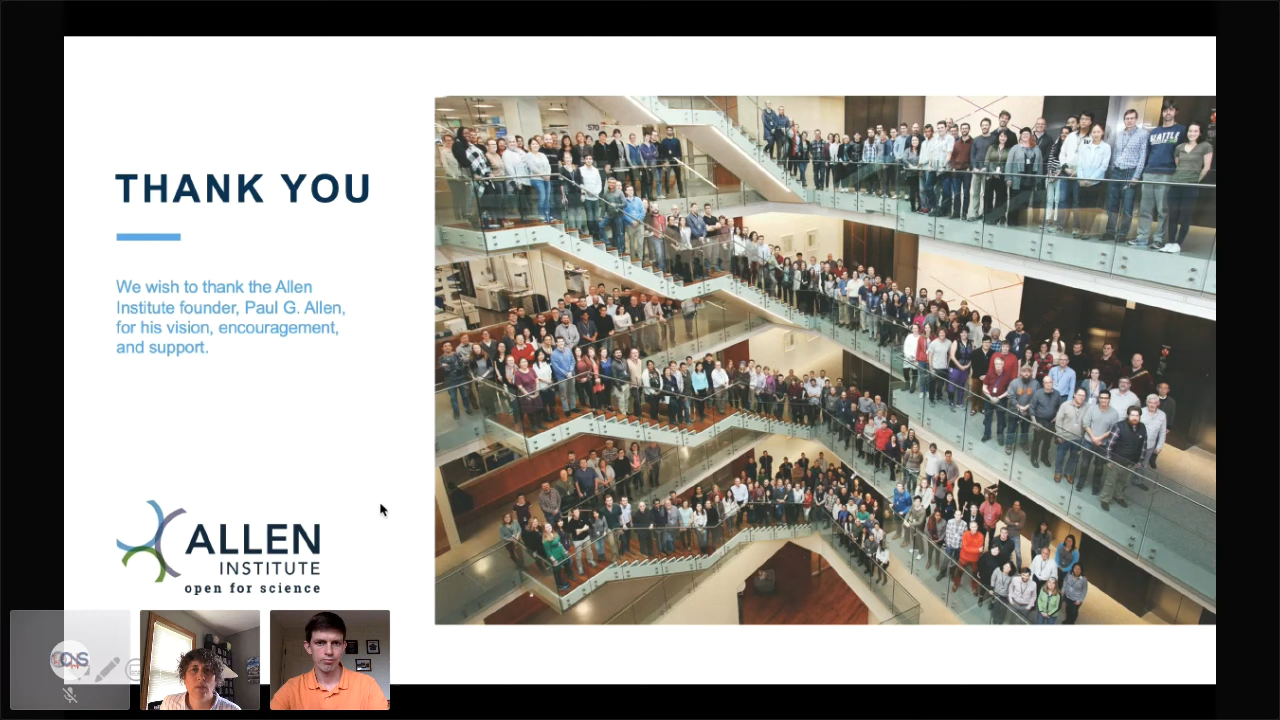 THANK YOU
We wish to thank the Allen
Institute founder, Paul G. Allen,
for his vision, encouragement,
and support.
ALLEN
INSTITUTE
open for science